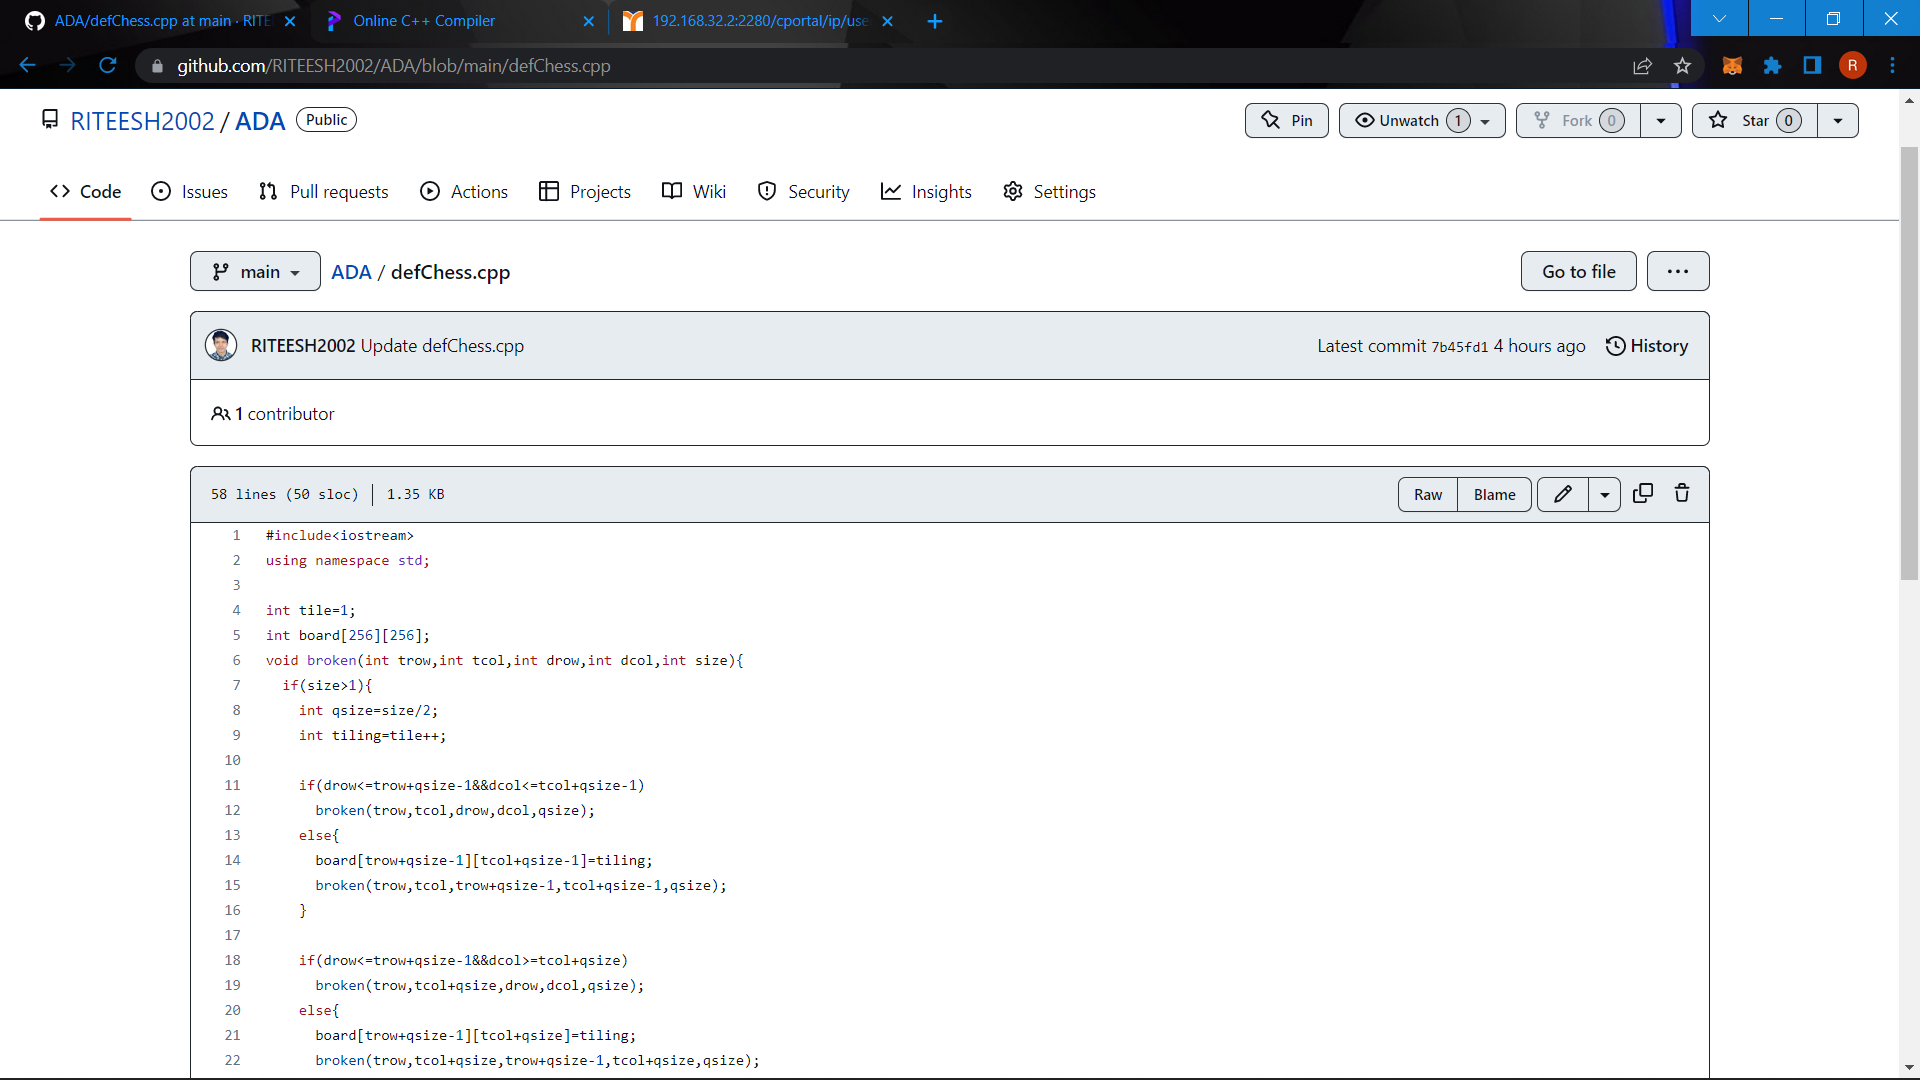 ADA/defChess.cpp at main · RITE
Online C++ Compiler
192.168.32.2:2280/cportal/ip/use
github.com/RITEESH2002/ADA/blob/main/defChess.cpp
R
RITEESH2002 / ADA Public
Pin
Unwatch 1
Fork 0
Star 0
Code
Issues
Pull requests
Actions
Projects
Wiki
Security
Insights
Settings
main
ADA / defChess.cpp
Go to file
RITEESH2002 Update defChess.cpp
Latest commit 7b45fd1 4 hours ago
History
1 contributor
58 lines (50 sloc) | 1.35 KB
Raw
Blame
1 #include<iostream>
2 using namespace std;
3
4 int tile=1;
5 int board[256][256];
6 void broken(int trow,int tcol,int drow,int dcol,int size){
7 if(size>1){
8 int qsize=size/2;
9 int tiling=tile++;
10
11 if(drow<=trow+qsize-1&&dcol<=tcol+qsize-1)
12 broken(trow,tcol,drow,dcol,qsize);
13 else{
14 board[trow+qsize-1][tcol+qsize-1]=tiling;
15 broken(trow,tcol,trow+qsize-1,tcol+qsize-1,qsize);
16 }
17
18 if(drow<=trow+qsize-1&&dcol>=tcol+qsize)
19 broken(trow,tcol+qsize,drow,dcol,qsize);
20 else{
21 board[trow+qsize-1][tcol+qsize]=tiling;
22 broken(trow,tcol+qsize,trow+qsize-1,tcol+qsize,qsize);